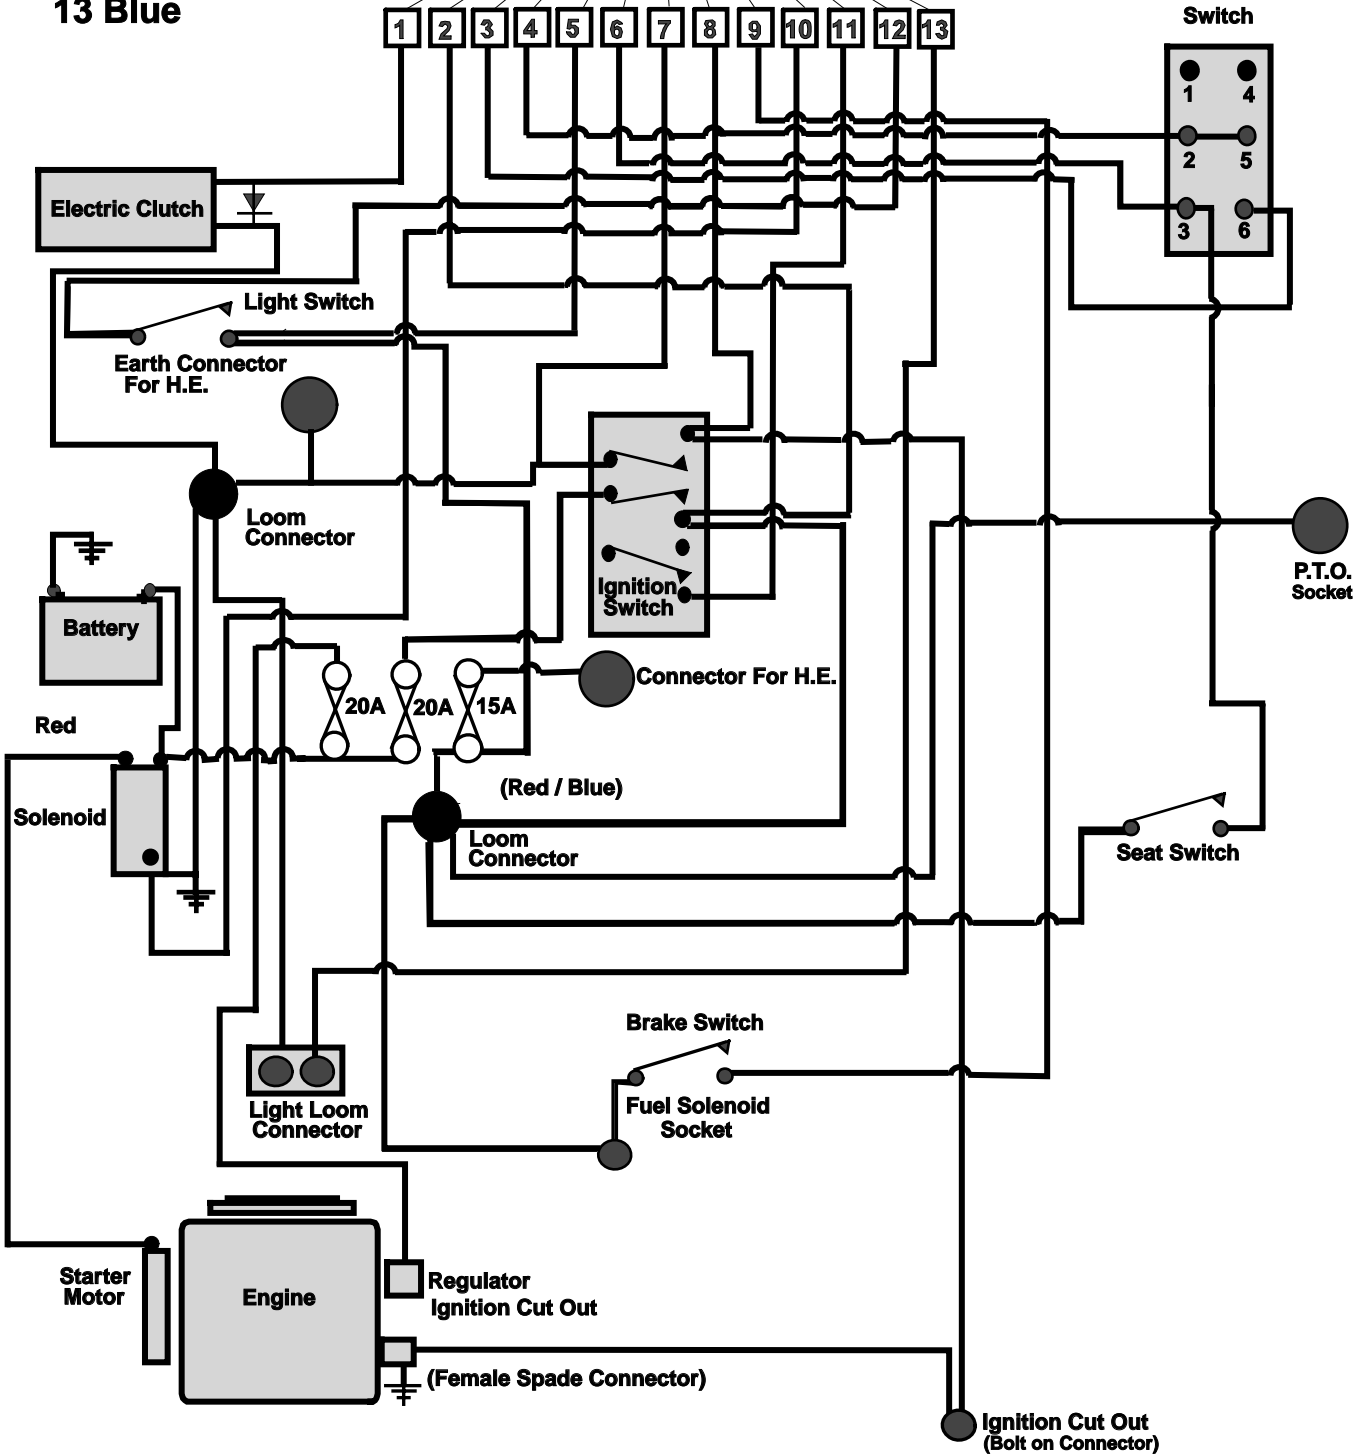 13 Blue
1 2 3 4 5 6 7 8 9 10 11 12 13
Switch
1 4
2 5
3 6
Electric Clutch
Light Switch
Earth Connector
For H.E.
Loom
Connector
Ignition
Switch
P.T.O.
Socket
Battery
Connector For H.E.
20A 20A 15A
Red
(Red / Blue)
Solenoid
Loom
Connector
Seat Switch
Brake Switch
Fuel Solenoid
Socket
Light Loom
Connector
Starter
Motor
Engine
Regulator
Ignition Cut Out
(Female Spade Connector)
Ignition Cut Out
(Bolt on Connector)